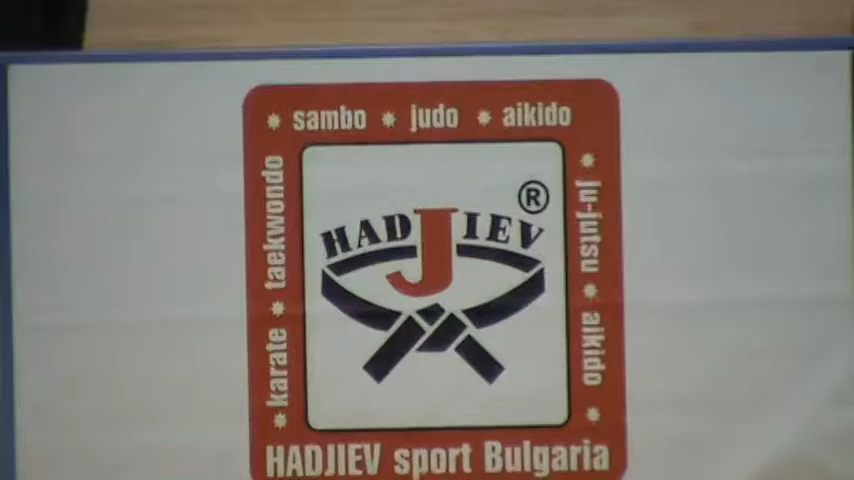 sambo * judo * aikido
karate * taekwondo
ju-jutsu * aikido
HADJIEV ®
HADJIEV sport Bulgaria